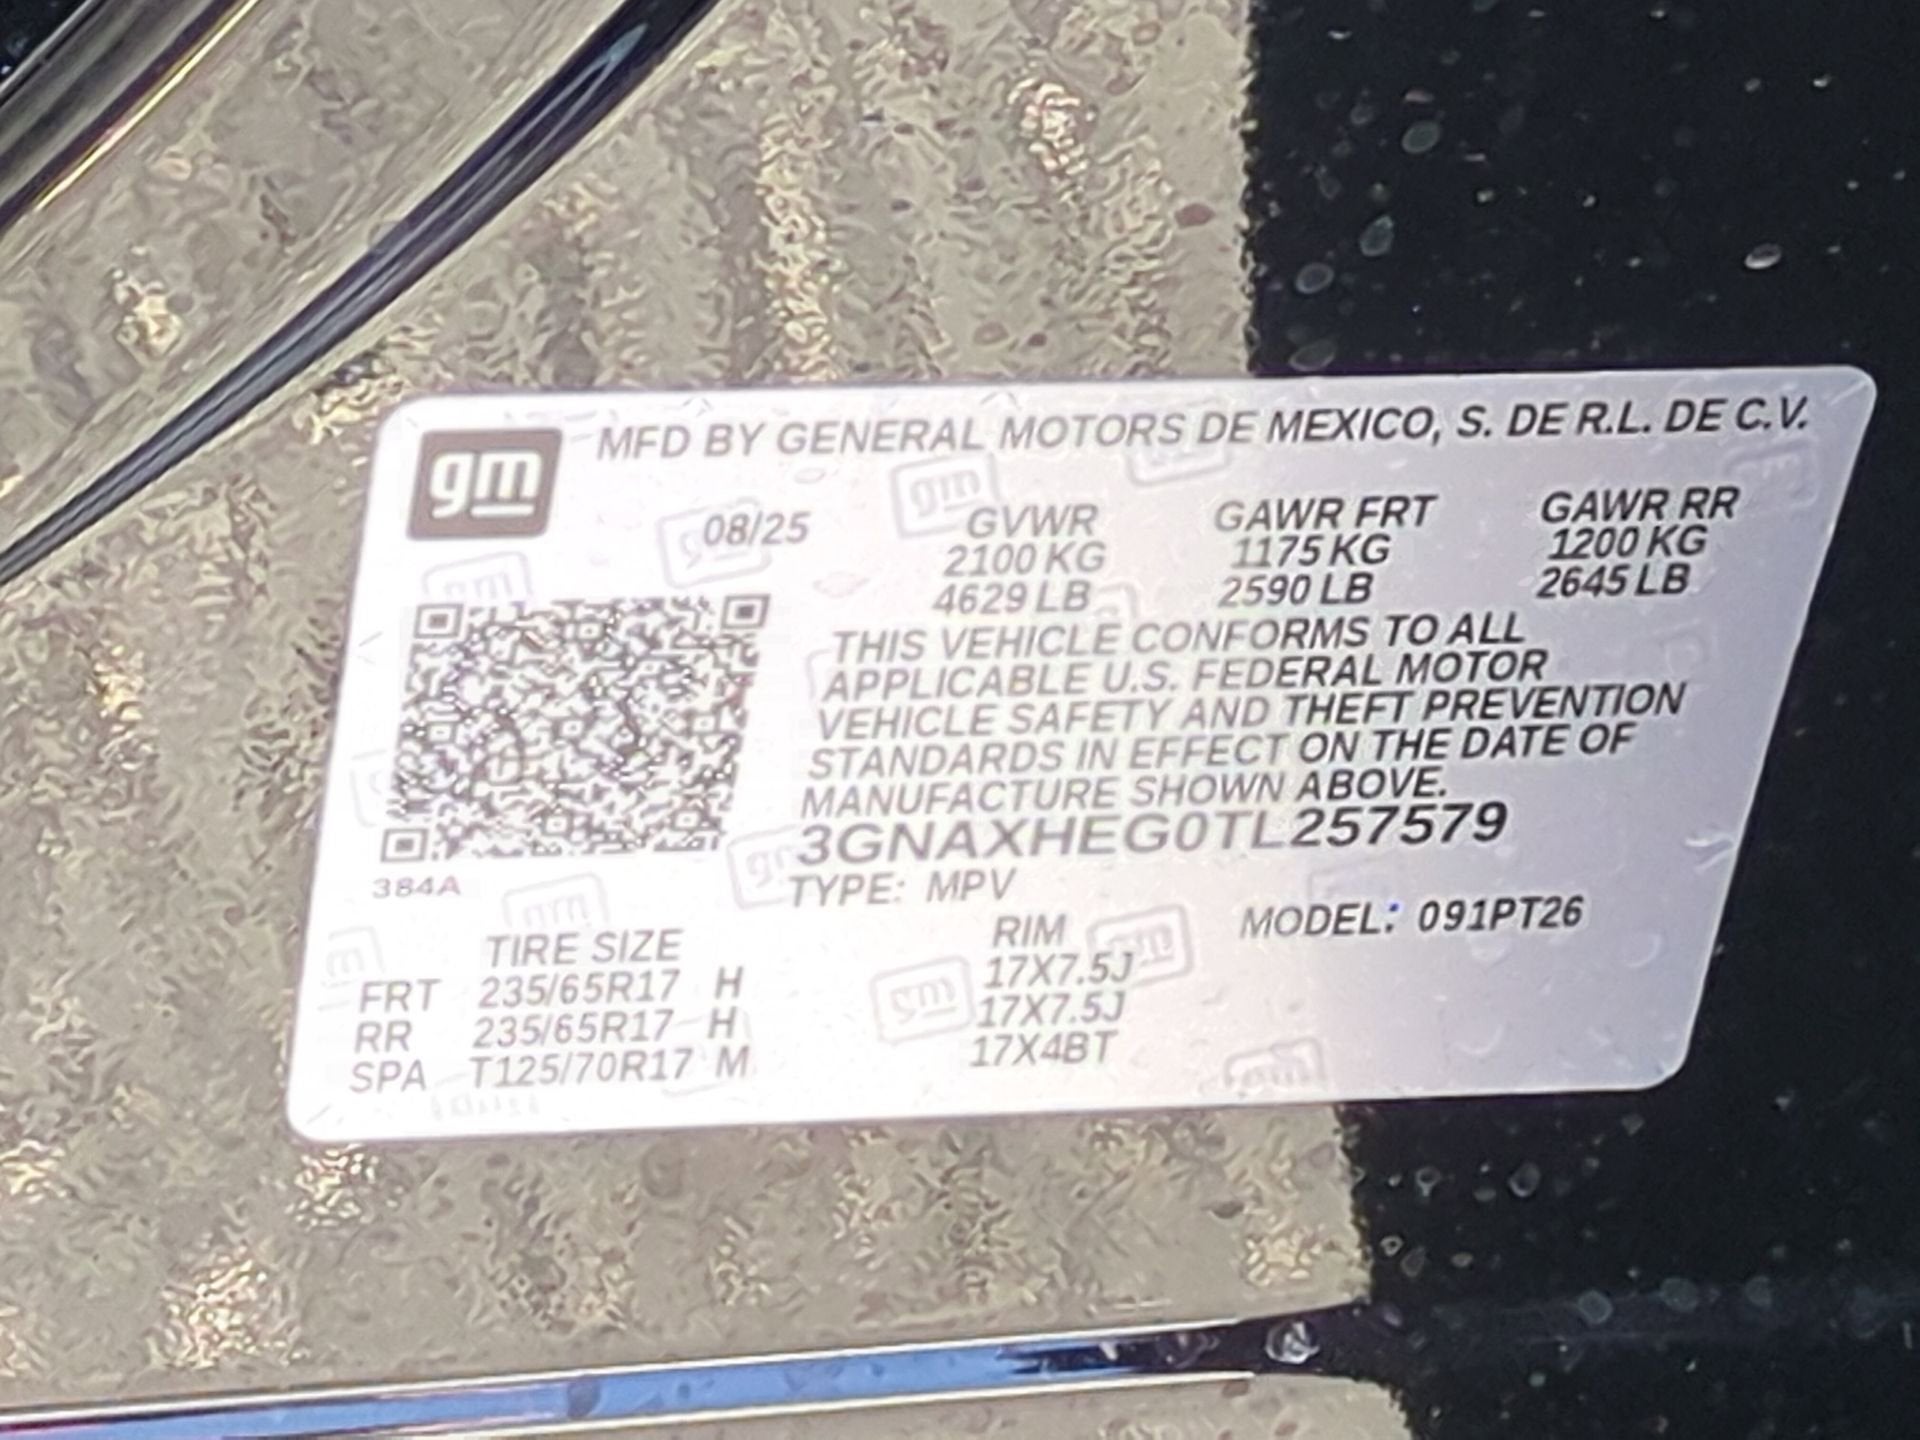 gm MFD BY GENERAL MOTORS DE MEXICO, S. DE R.L. DE C.V.
08/25 GVWR GAWR FRT GAWR RR
2100 KG 1175 KG 1200 KG
4629 LB 2590 LB 2645 LB
THIS VEHICLE CONFORMS TO ALL
APPLICABLE U.S. FEDERAL MOTOR
VEHICLE SAFETY AND THEFT PREVENTION
STANDARDS IN EFFECT ON THE DATE OF
MANUFACTURE SHOWN ABOVE.
3GNAXHEG0TL257579
384A
TYPE: MPV
MODEL: 091PT26
TIRE SIZE RIM
FRT 235/65R17 H 17X7.5J
RR 235/65R17 H 17X7.5J
SPA T125/70R17 M 17X4BT